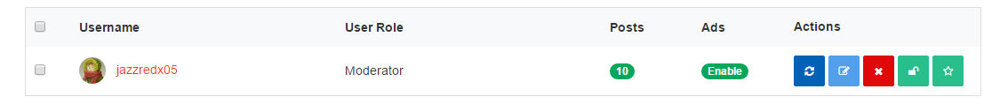 Username User Role Posts Ads Actions
jazzredx05 Moderator 10 Enable